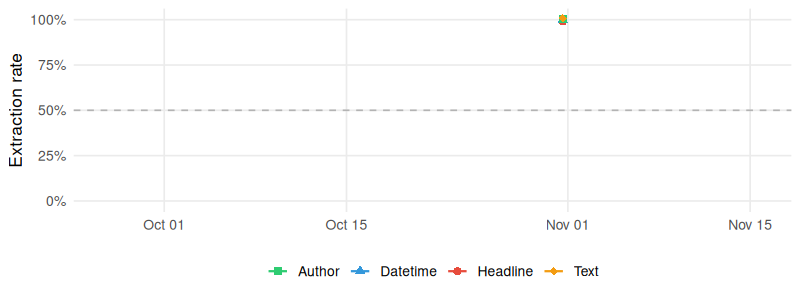 Extraction rate
100%
75%
50%
25%
0%
Oct 01 Oct 15 Nov 01 Nov 15
Author Datetime Headline Text